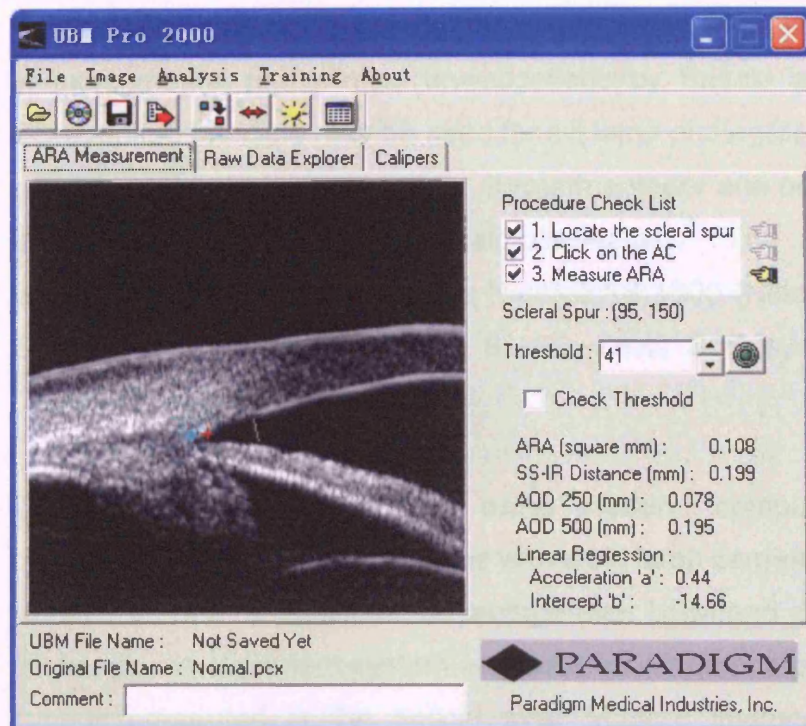 UBM Pro 2000
File Image Analysis Training About
ARA Measurement Raw Data Explorer Calipers
Procedure Check List
1. Locate the scleral spur
2. Click on the AC
3. Measure ARA
Scleral Spur : (95, 150)
Threshold : 41
Check Threshold
ARA (square mm) : 0.108
SS-IR Distance (mm) : 0.199
AOD 250 (mm) : 0.078
AOD 500 (mm) : 0.195
Linear Regression :
Acceleration 'a' : 0.44
Intercept 'b' : -14.66
UBM File Name : Not Saved Yet
Original File Name : Normal.pcx
Comment :
PARADIGM
Paradigm Medical Industries, Inc.